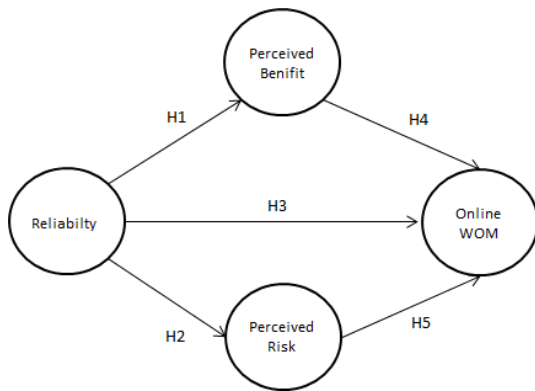 Perceived
Benifit
H1
H4
Reliabilty
H3
Online
WOM
H2
Perceived
Risk
H5